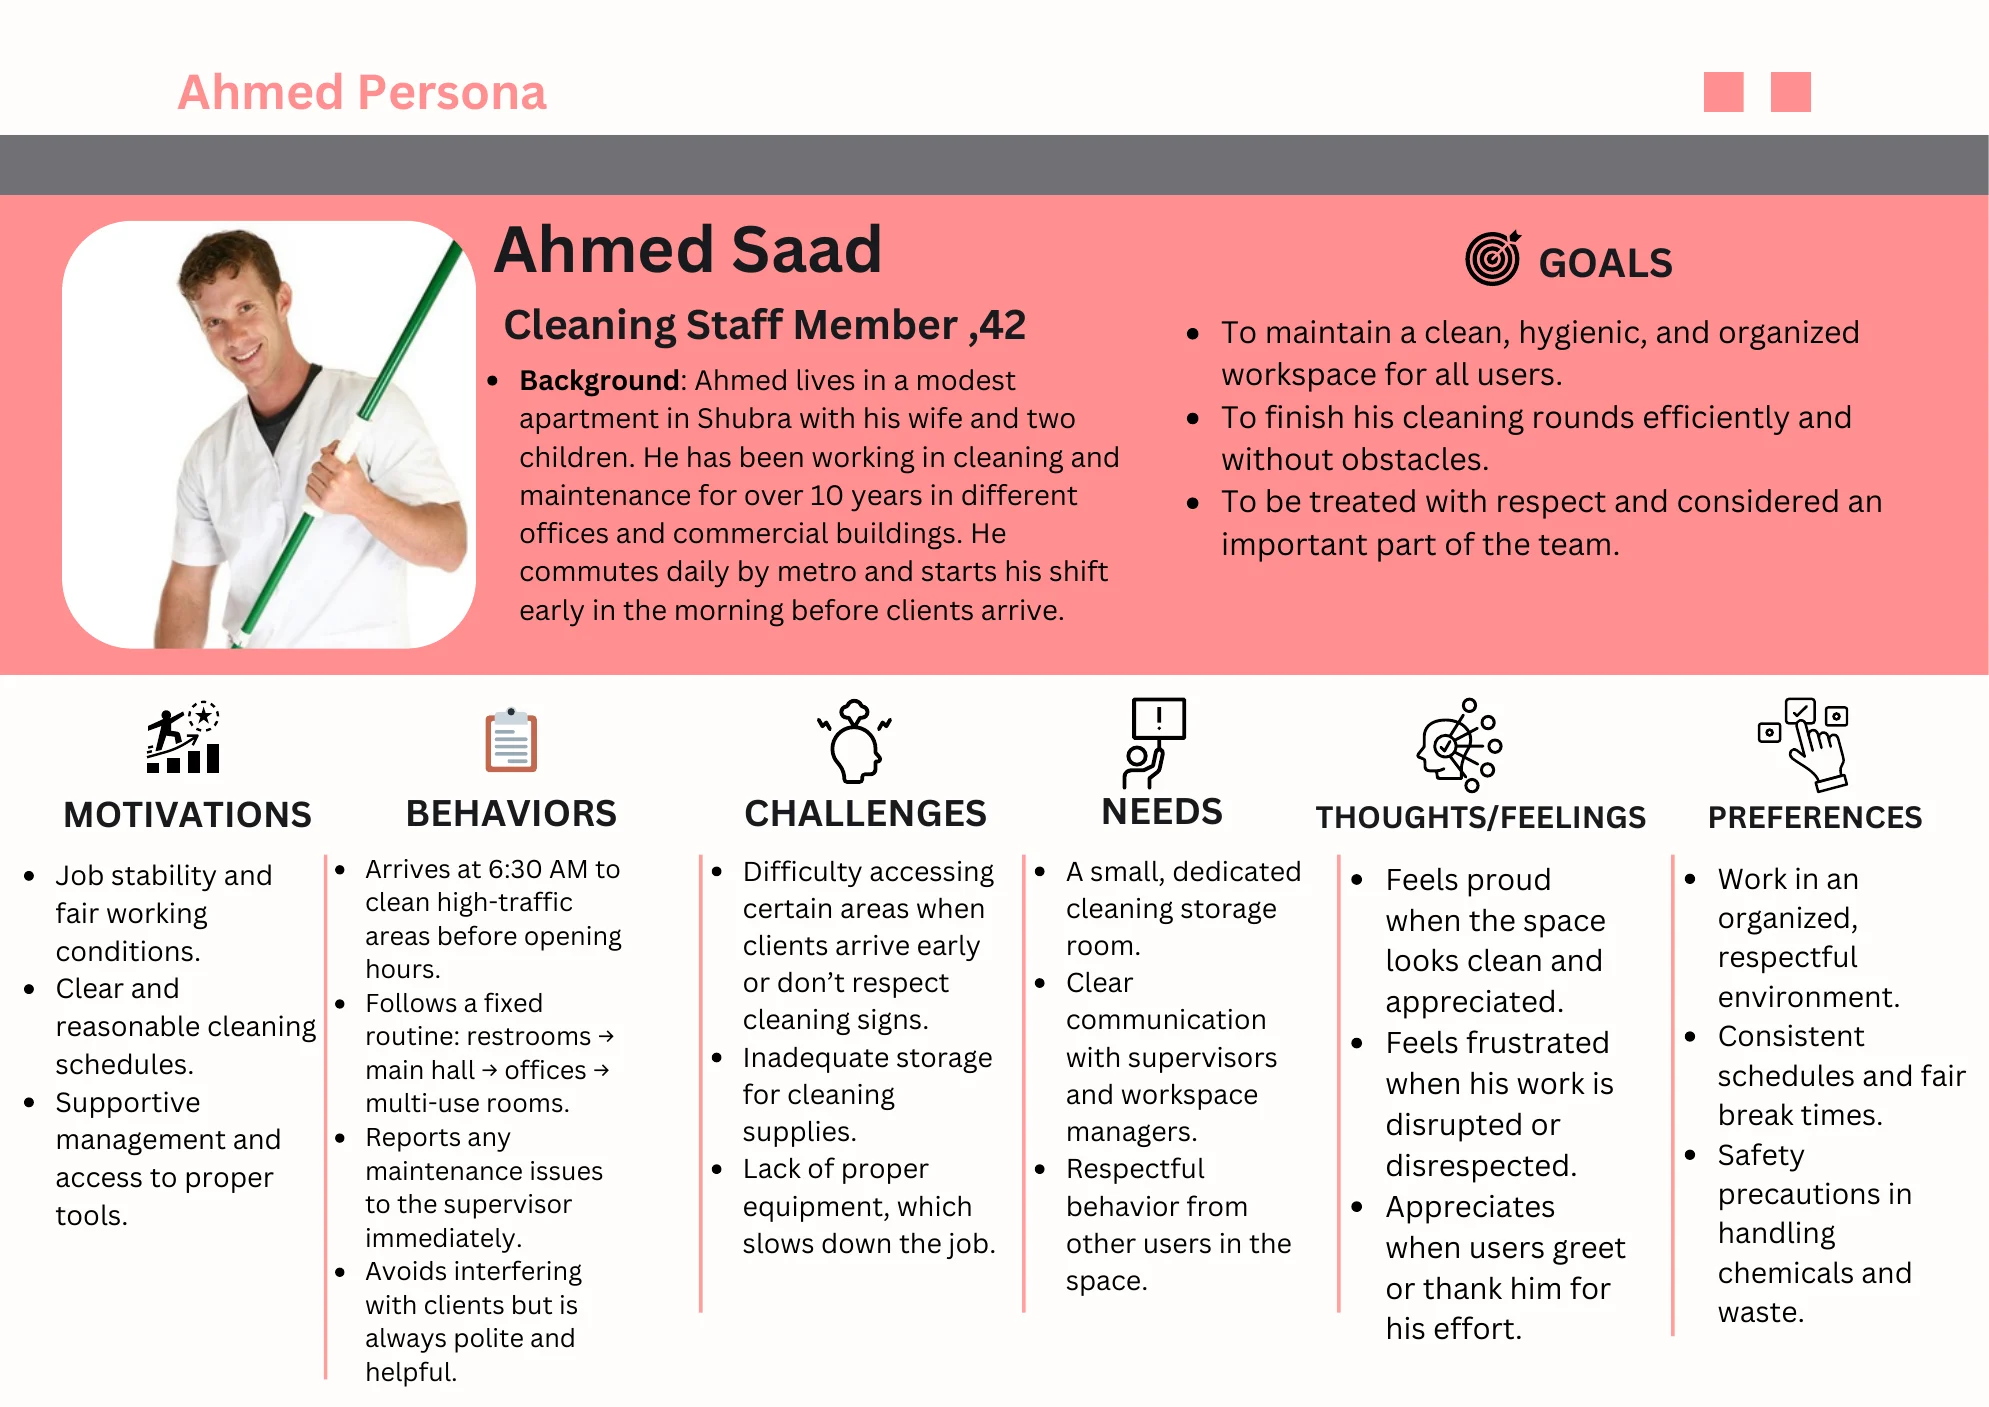 Ahmed Persona
Ahmed Saad
Cleaning Staff Member ,42
• Background: Ahmed lives in a modest
apartment in Shubra with his wife and two
children. He has been working in cleaning and
maintenance for over 10 years in different
offices and commercial buildings. He
commutes daily by metro and starts his shift
early in the morning before clients arrive.
GOALS
• To maintain a clean, hygienic, and organized
workspace for all users.
• To finish his cleaning rounds efficiently and
without obstacles.
• To be treated with respect and considered an
important part of the team.
MOTIVATIONS
• Job stability and
fair working
conditions.
• Clear and
reasonable cleaning
schedules.
• Supportive
management and
access to proper
tools.
BEHAVIORS
• Arrives at 6:30 AM to
clean high-traffic
areas before opening
hours.
• Follows a fixed
routine: restrooms →
main hall → offices →
multi-use rooms.
• Reports any
maintenance issues
to the supervisor
immediately.
• Avoids interfering
with clients but is
always polite and
helpful.
CHALLENGES
• Difficulty accessing
certain areas when
clients arrive early
or don’t respect
cleaning signs.
• Inadequate storage
for cleaning
supplies.
• Lack of proper
equipment, which
slows down the job.
NEEDS
• A small, dedicated
cleaning storage
room.
• Clear
communication
with supervisors
and workspace
managers.
• Respectful
behavior from
other users in the
space.
THOUGHTS/FEELINGS
• Feels proud
when the space
looks clean and
appreciated.
• Feels frustrated
when his work is
disrupted or
disrespected.
• Appreciates
when users greet
or thank him for
his effort.
PREFERENCES
• Work in an
organized,
respectful
environment.
• Consistent
schedules and fair
break times.
• Safety
precautions in
handling
chemicals and
waste.